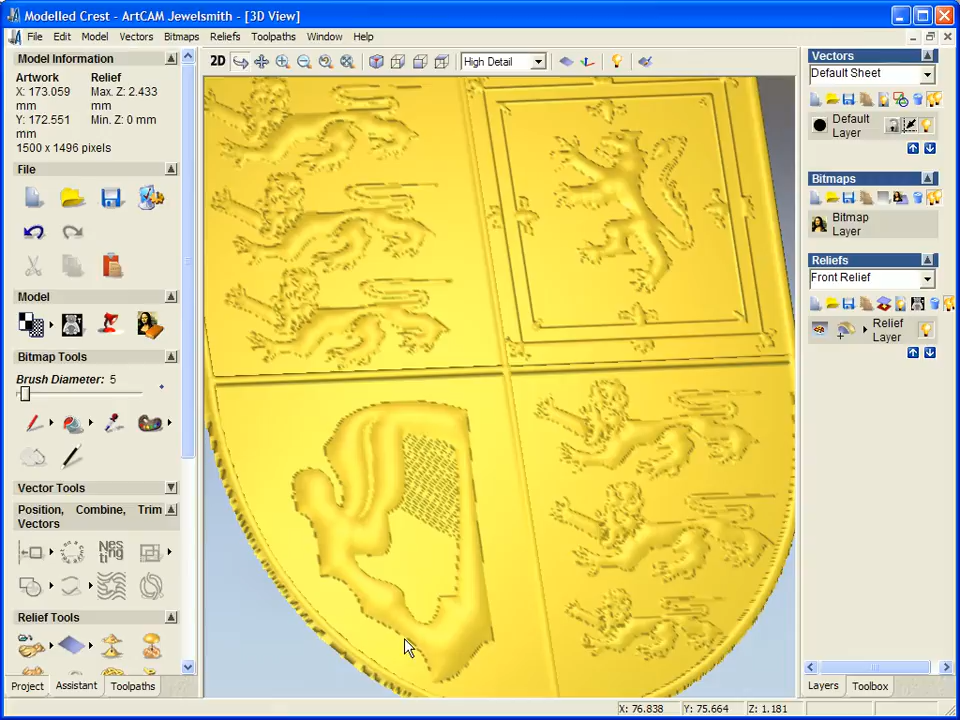 Modelled Crest - ArtCAM Jewelsmith - [3D View]
File Edit Model Vectors Bitmaps Reliefs Toolpaths Window Help
Model Information
Artwork Relief
X: 173.059 Max. Z: 2.433
mm mm
Y: 172.551 Min. Z: 0 mm
mm
1500 x 1496 pixels
File
Model
Bitmap Tools
Brush Diameter: 5
Vector Tools
Position, Combine, Trim
Vectors
Nes
ting
Relief Tools
Project Assistant Toolpaths
2D
High Detail
Vectors
Default Sheet
Default
Layer
Bitmaps
Bitmap
Layer
Reliefs
Front Relief
Relief
Layer
Layers Toolbox
X: 76.838 Y: 75.664 Z: 1.181